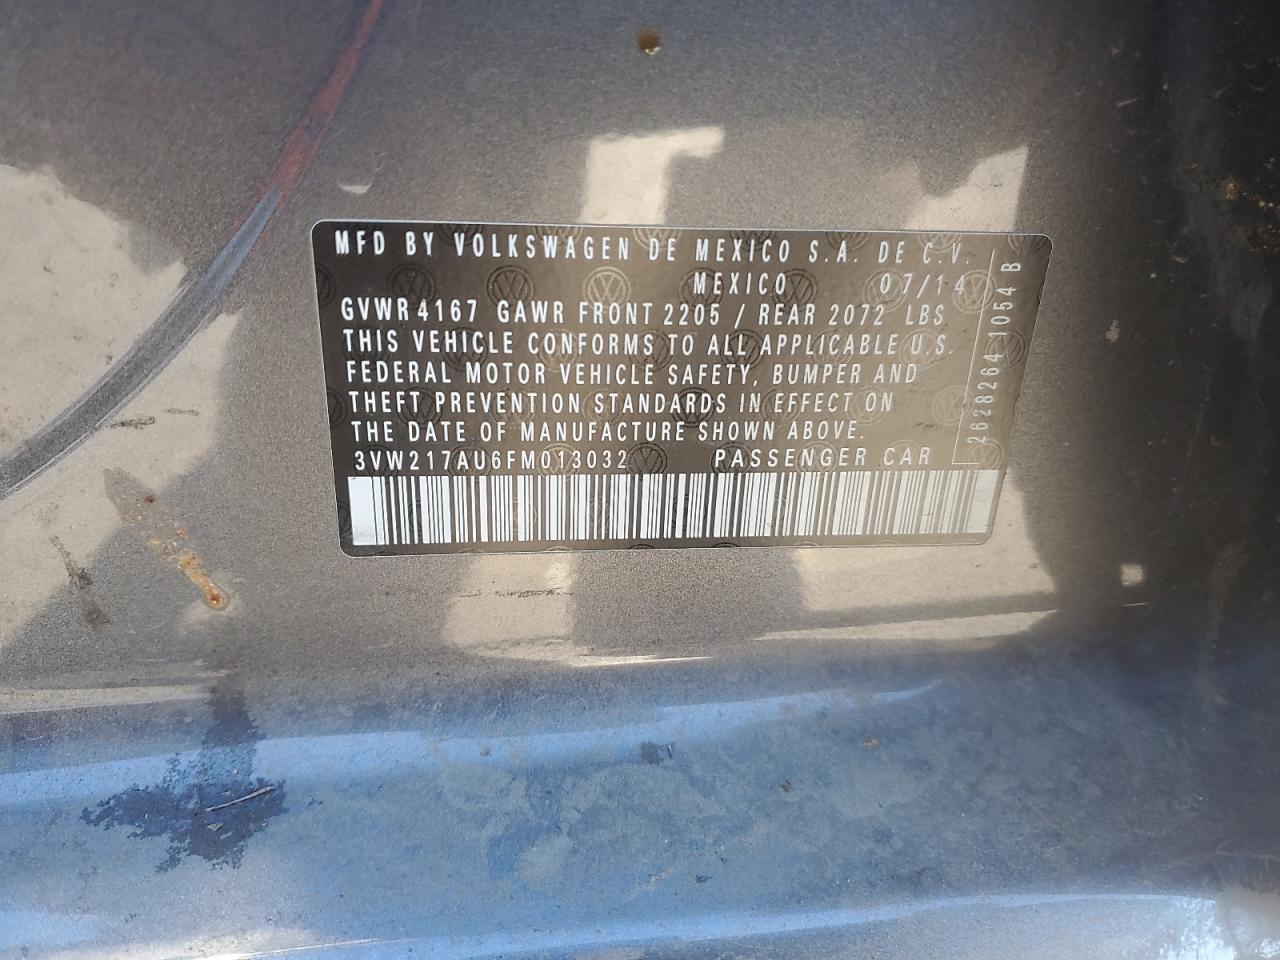 MFD BY VOLKSWAGEN DE MEXICO S.A. DE C.V.
MEXICO 07/14
GVWR 4167 GAWR FRONT 2205 / REAR 2072 LBS
THIS VEHICLE CONFORMS TO ALL APPLICABLE U.S.
FEDERAL MOTOR VEHICLE SAFETY, BUMPER AND
THEFT PREVENTION STANDARDS IN EFFECT ON
THE DATE OF MANUFACTURE SHOWN ABOVE.
3VW217AU6FM013032 PASSENGER CAR
2628264 1054 B